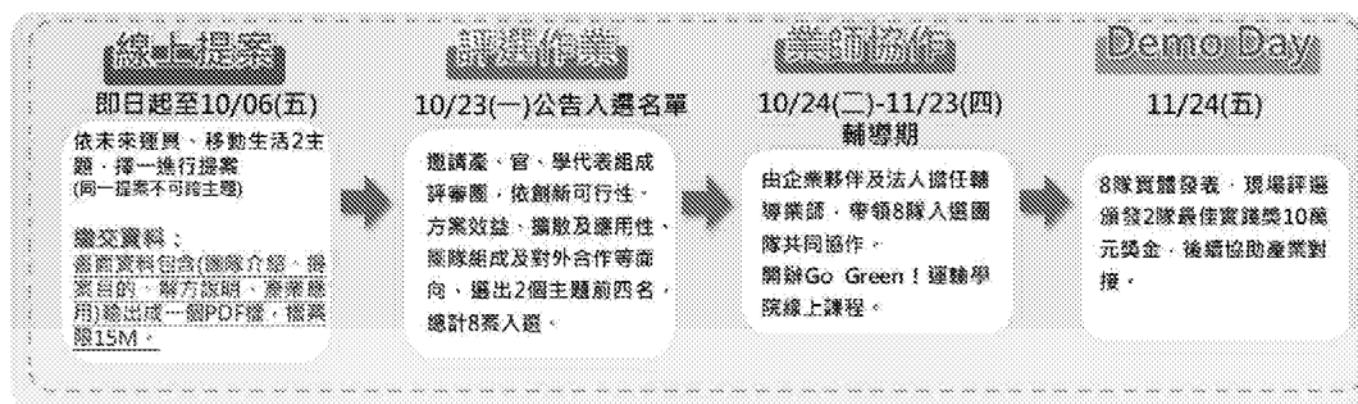 線上提案
即日起至10/06(五)
依未來運具、移動生活2主
題，擇一進行提案
(同一提案不可跨主題)
繳交資料：
書面資料包含(團隊介紹、提
案目的、解方說明、產業應
用)輸出成一個PDF檔，檔案
限15M。
評選作業
10/23(一)公告入選名單
邀請產、官、學代表組成
評審團，依創新可行性、
方案效益、擴散及應用性、
團隊組成及對外合作等面
向、選出2個主題前四名，
總計8案入選。
業師協作
10/24(二)-11/23(四)
輔導期
由企業夥伴及法人擔任輔
導業師，帶領8隊入選團
隊共同協作。
開辦Go Green！運輸學
院線上課程。
Demo Day
11/24(五)
8隊實體發表，現場評選
頒發2隊最佳實踐獎10萬
元獎金，後續協助產業對
接。